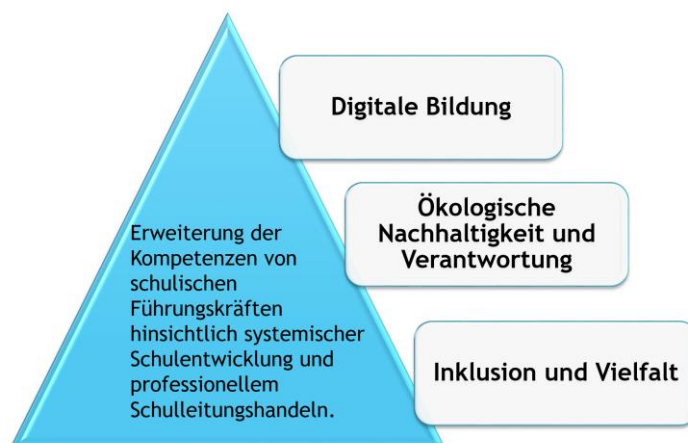 Digitale Bildung
Ökologische
Nachhaltigkeit und
Verantwortung
Inklusion und Vielfalt
Erweiterung der
Kompetenzen von
schulischen
Führungskräften
hinsichtlich systemischer
Schulentwicklung und
professionellem
Schulleitungshandeln.